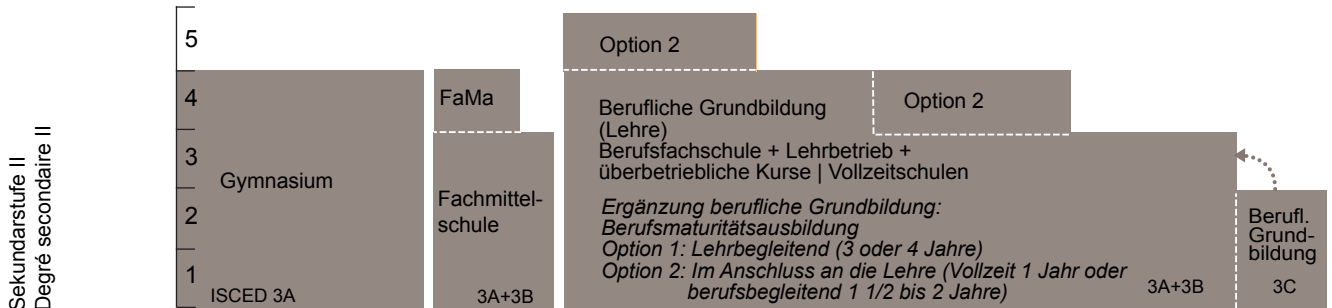 Sekundarstufe II
Degré secondaire II
5
4
3
2
1
Gymnasium
ISCED 3A
FaMa
Fachmittel-
schule
3A+3B
Option 2
Berufliche Grundbildung
(Lehre)
Berufsfachschule + Lehrbetrieb +
überbetriebliche Kurse | Vollzeitschulen
Ergänzung berufliche Grundbildung:
Berufsmaturitätsausbildung
Option 1: Lehrbegleitend (3 oder 4 Jahre)
Option 2: Im Anschluss an die Lehre (Vollzeit 1 Jahr oder
berufsbegleitend 1 1/2 bis 2 Jahre)
Option 2
3A+3B
Berufl.
Grund-
bildung
3C